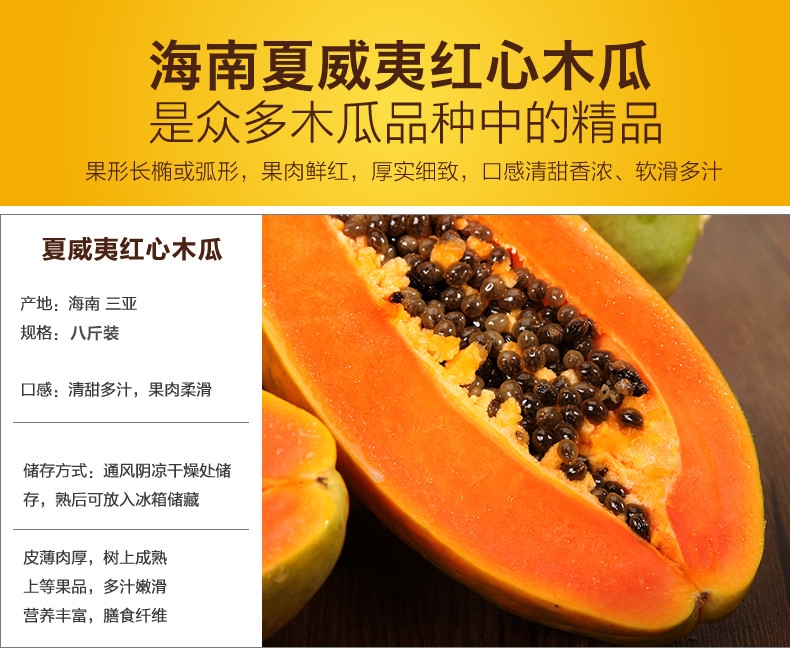 海南夏威夷红心木瓜
是众多木瓜品种中的精品
果形长椭或弧形，果肉鲜红，厚实细致，口感清甜香浓、软滑多汁
夏威夷红心木瓜
产地：海南 三亚
规格：八斤装
口感：清甜多汁，果肉柔滑
储存方式：通风阴凉干燥处储
存，熟后可放入冰箱储藏
皮薄肉厚，树上成熟
上等果品，多汁嫩滑
营养丰富，膳食纤维